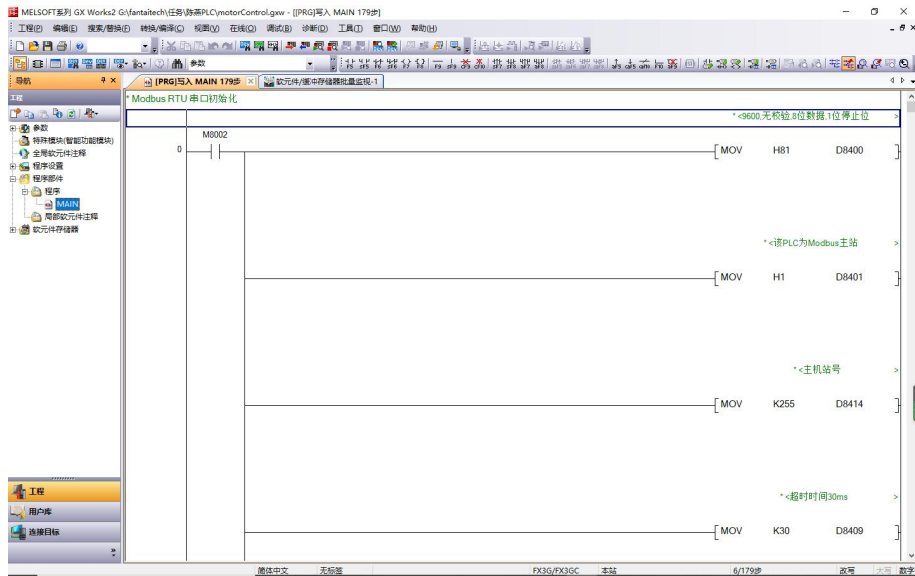 MELSOFT系列 GX Works2 G:\fantaitech\任务\陈燕PLC\motorControl.gxw - [[PRG]写入 MAIN 179步]
工程(P) 编辑(E) 搜索/替换(F) 转换/编译(C) 视图(V) 在线(O) 调试(B) 诊断(D) 工具(T) 窗口(W) 帮助(H)
参数
导航
[PRG]写入 MAIN 179步
软元件/缓冲存储器批量监视-1
工程
参数
特殊模块(智能功能模块)
全局软元件注释
程序设置
程序部件
程序
MAIN
局部软元件注释
软元件存储器
* Modbus RTU 串口初始化
* <9600,无校验,8位数据,1位停止位 >
M8002
0
MOV H81 D8400
* <该PLC为Modbus主站 >
MOV H1 D8401
* <主机站号 >
MOV K255 D8414
* <超时时间30ms >
MOV K30 D8409
工程
用户库
连接目标
简体中文 无标签 FX3G/FX3GC 本站 6/179步 改写 大写 数字